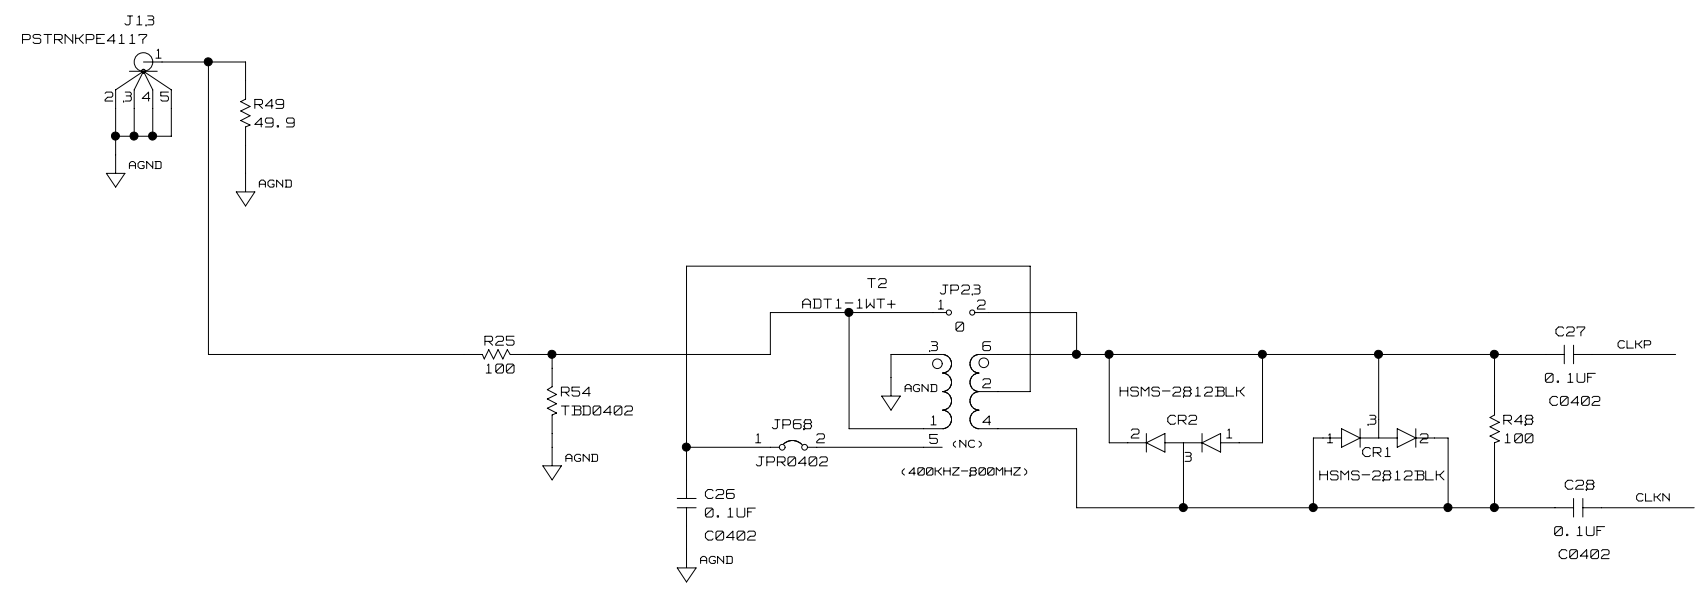 J13
PSTRNKPE4117
1
2 3 4 5
R49
49.9
AGND
AGND
T2
ADT1-1WT+
JP23
1 2
0
R25
100
R54
TBD0402
AGND
3 6
AGND
2
1 4
5 (NC)
JP68
1 2
JPR0402
(400KHZ-800MHZ)
C26
0.1UF
C0402
AGND
HSMS-2812BLK
CR2
2 1
3
3
1 2
CR1
HSMS-2812BLK
R48
100
C27
CLKP
0.1UF
C0402
C28
CLKN
0.1UF
C0402